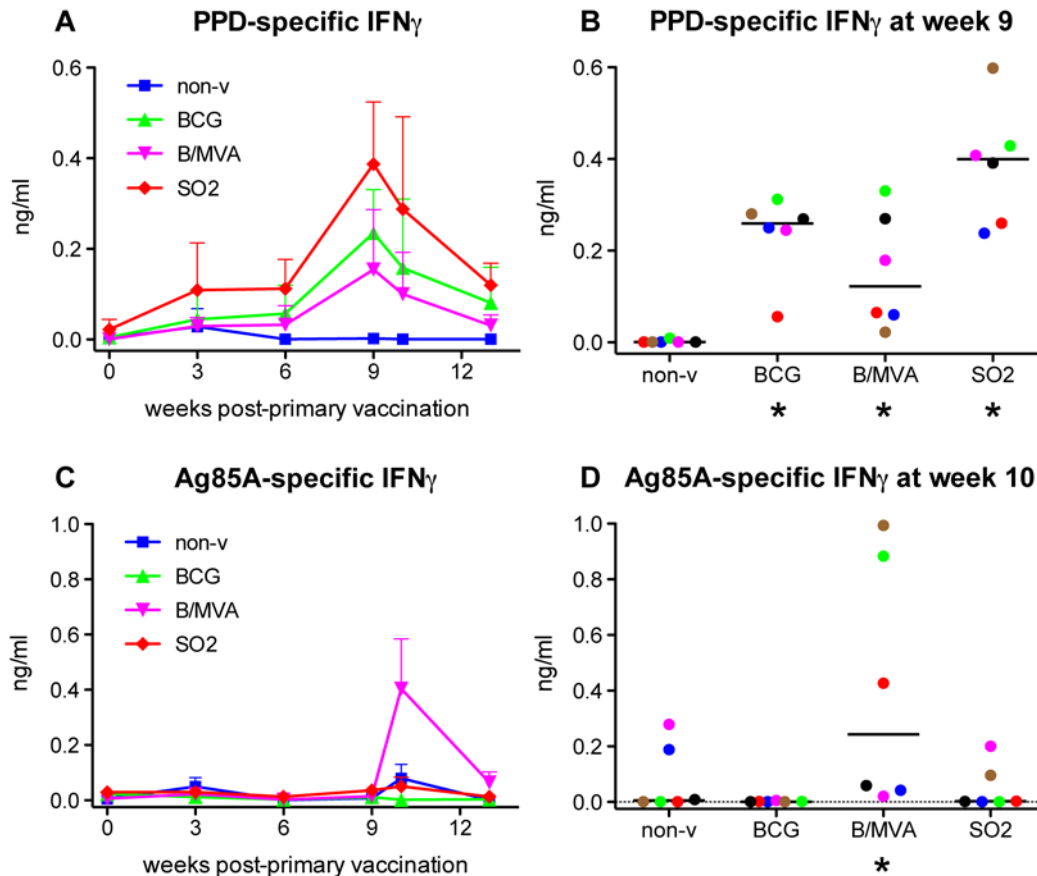 A PPD-specific IFNγ
0.6
0.4
0.2
0.0
ng/ml
non-v
BCG
B/MVA
SO2
0 3 6 9 12
weeks post-primary vaccination
B PPD-specific IFNγ at week 9
0.6
0.4
0.2
0.0
ng/ml
non-v BCG B/MVA SO2
* * *
C Ag85A-specific IFNγ
1.0
0.8
0.6
0.4
0.2
0.0
ng/ml
non-v
BCG
B/MVA
SO2
0 3 6 9 12
weeks post-primary vaccination
D Ag85A-specific IFNγ at week 10
1.0
0.8
0.6
0.4
0.2
0.0
ng/ml
non-v BCG B/MVA SO2
*